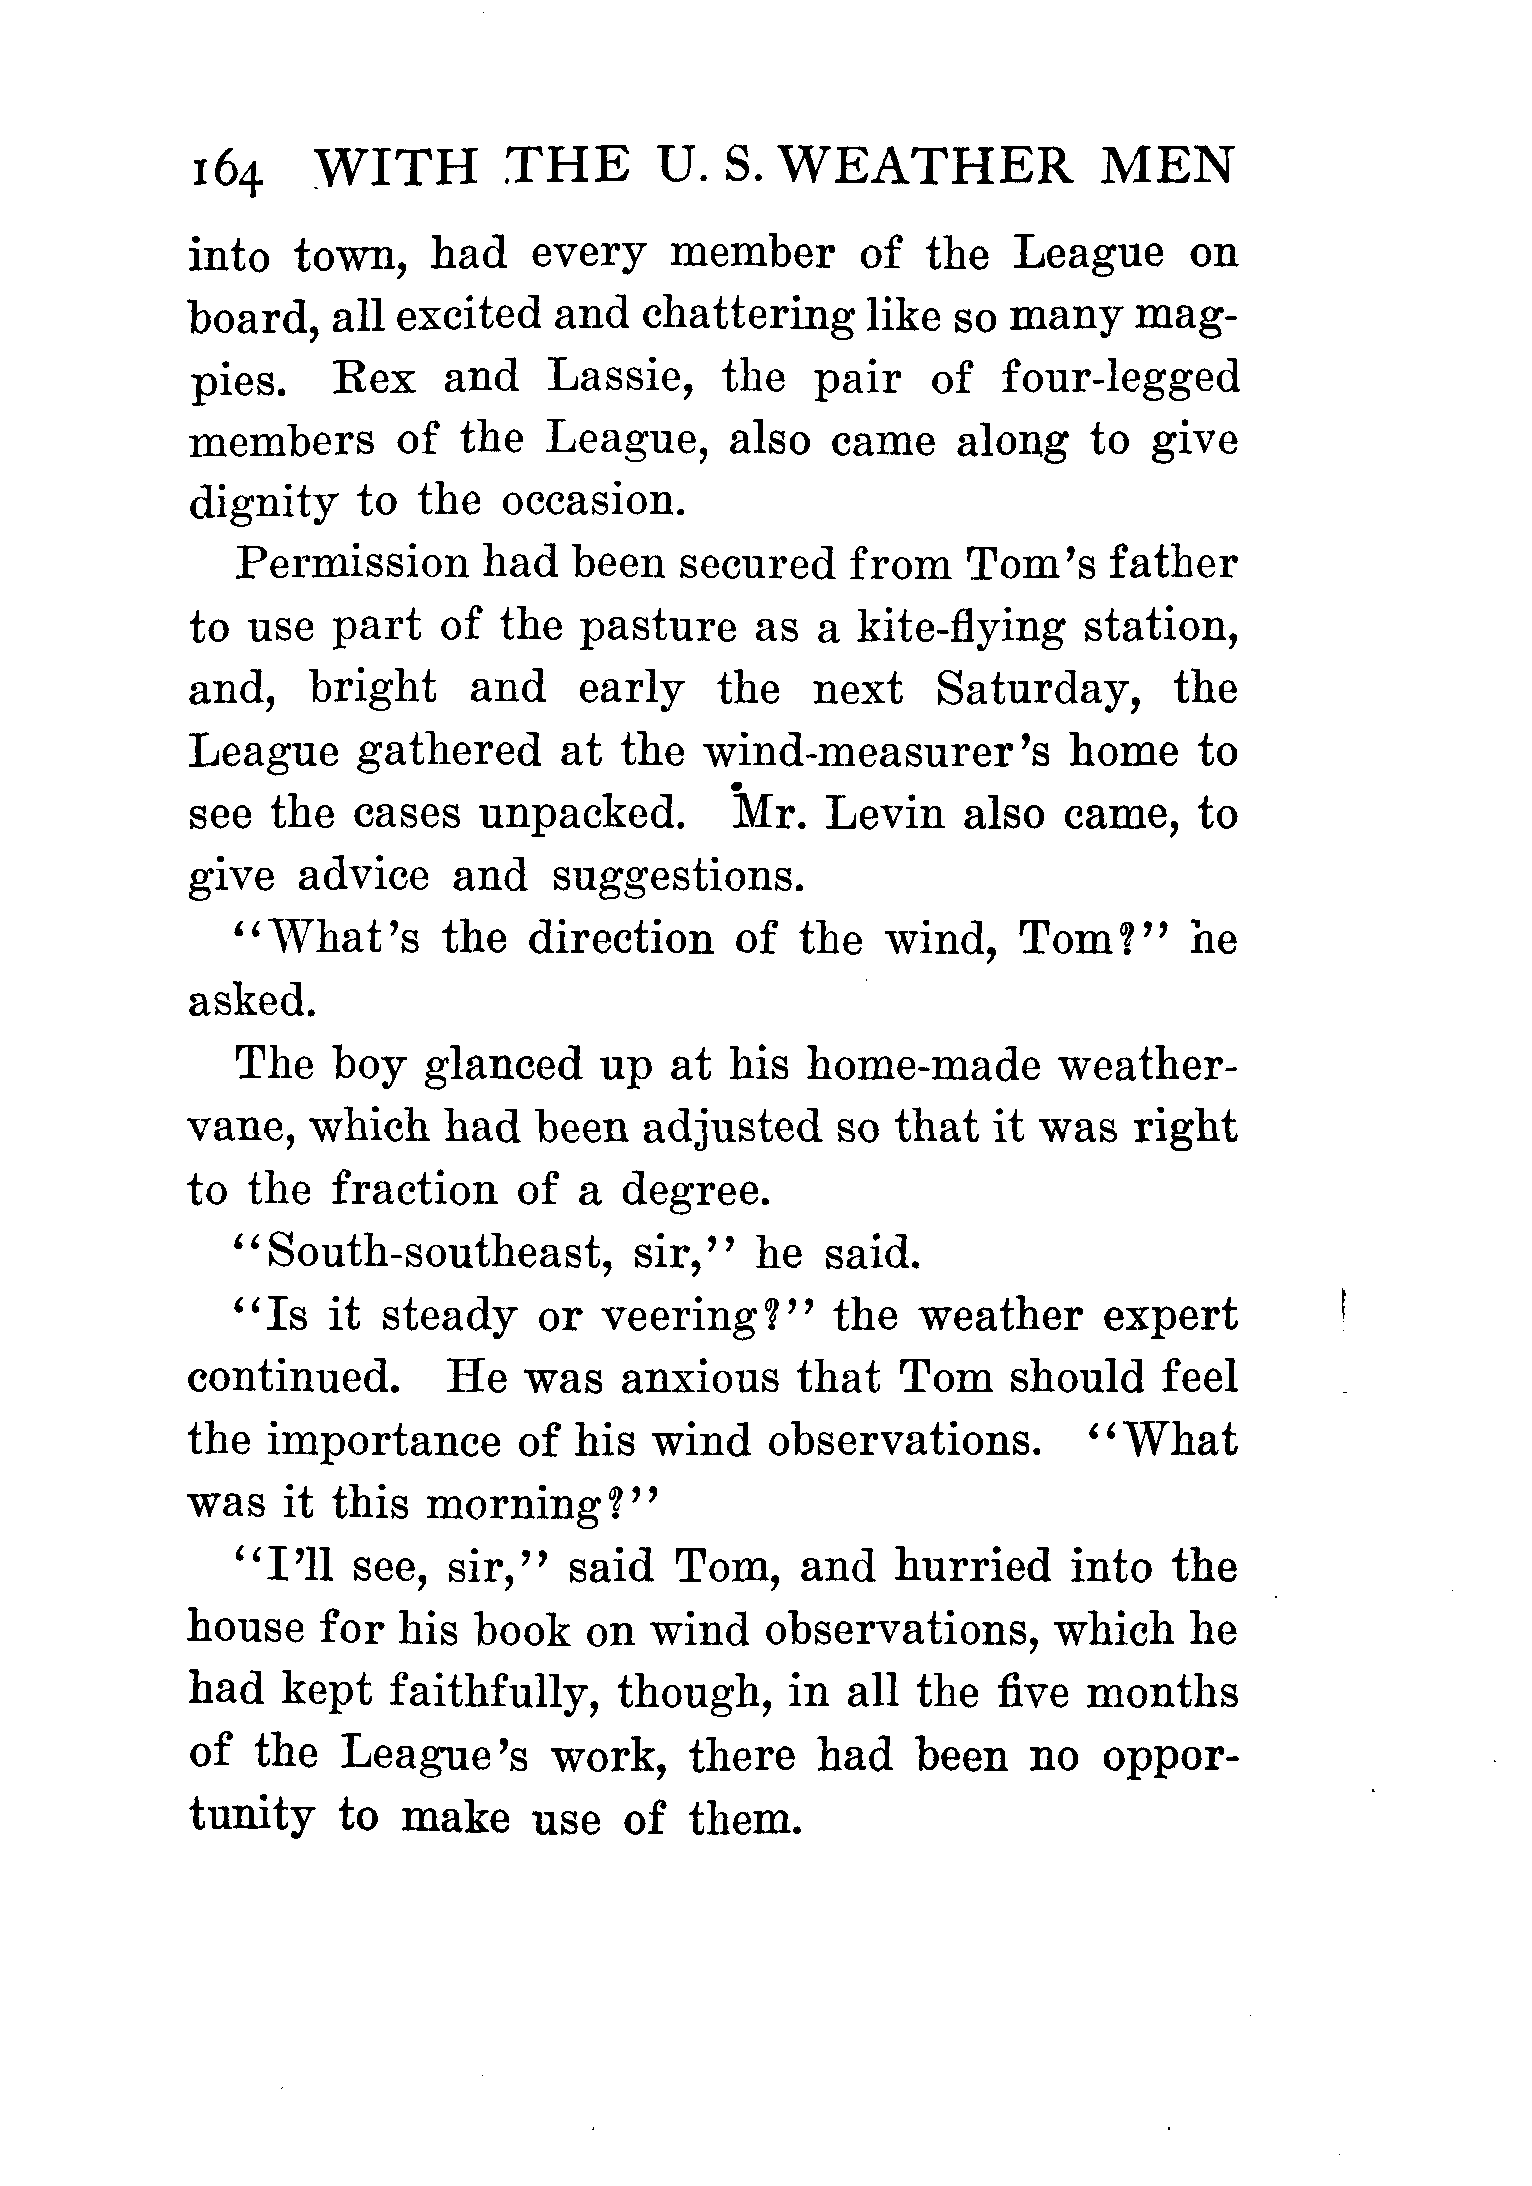 164 WITH THE U. S. WEATHER MEN
into town, had every member of the League on
board, all excited and chattering like so many mag-
pies. Rex and Lassie, the pair of four-legged
members of the League, also came along to give
dignity to the occasion.
Permission had been secured from Tom's father
to use part of the pasture as a kite-flying station,
and, bright and early the next Saturday, the
League gathered at the wind-measurer's home to
see the cases unpacked. Mr. Levin also came, to
give advice and suggestions.
"What's the direction of the wind, Tom?" he
asked.
The boy glanced up at his home-made weather-
vane, which had been adjusted so that it was right
to the fraction of a degree.
"South-southeast, sir," he said.
"Is it steady or veering?" the weather expert
continued. He was anxious that Tom should feel
the importance of his wind observations. "What
was it this morning?"
"I'll see, sir," said Tom, and hurried into the
house for his book on wind observations, which he
had kept faithfully, though, in all the five months
of the League's work, there had been no oppor-
tunity to make use of them.